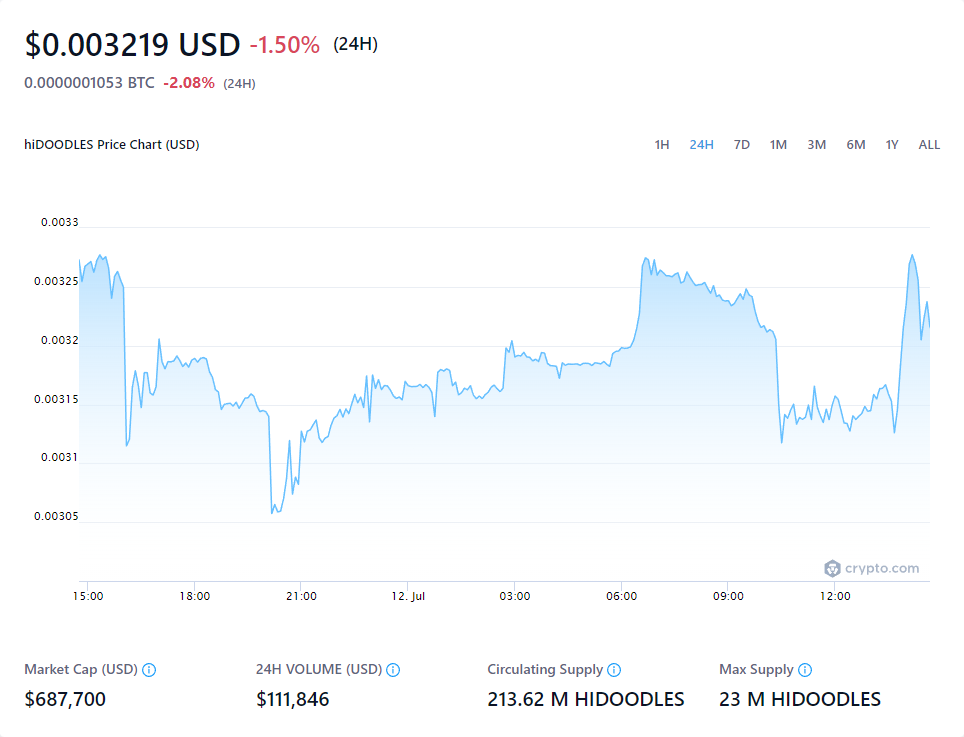 $0.003219 USD -1.50% (24H)
0.0000001053 BTC -2.08% (24H)
hiDOODLES Price Chart (USD) 1H 24H 7D 1M 3M 6M 1Y ALL
0.0033
0.00325
0.0032
0.00315
0.0031
0.00305
crypto.com
15:00 18:00 21:00 12. Jul 03:00 06:00 09:00 12:00
Market Cap (USD) 24H VOLUME (USD) Circulating Supply Max Supply
$687,700 $111,846 213.62 M HIDOODLES 23 M HIDOODLES